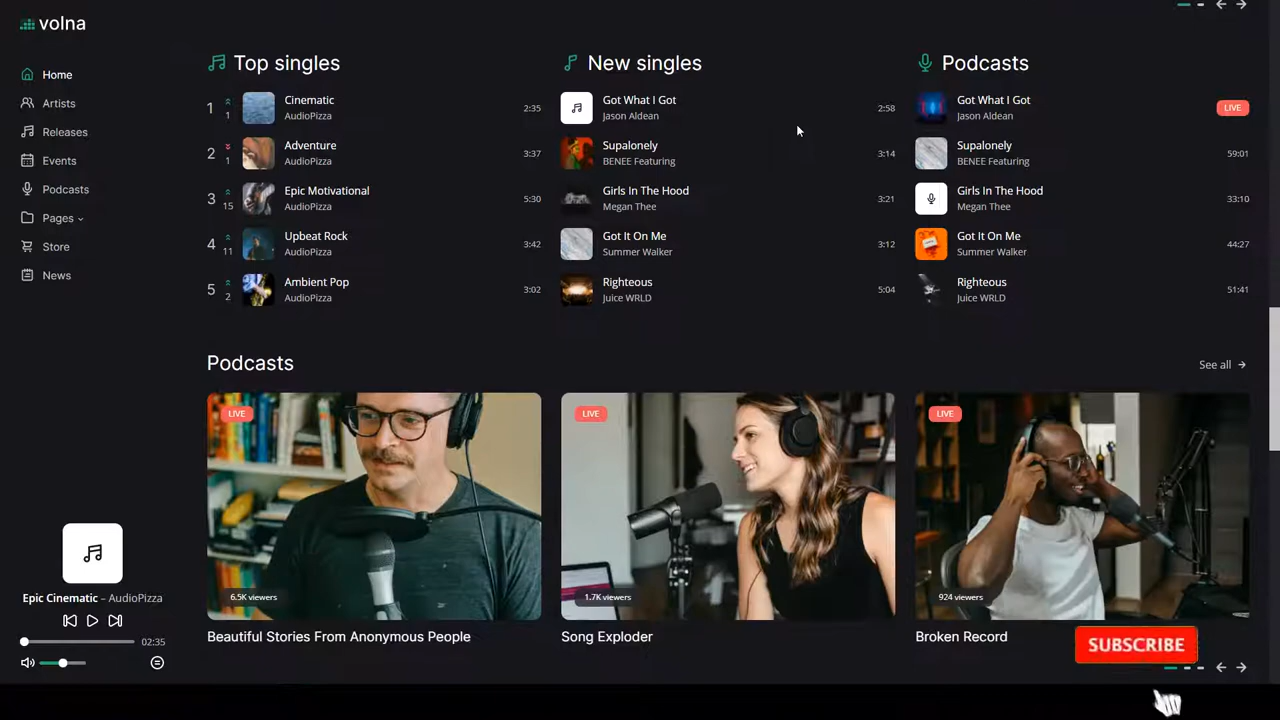 volna
Home
Artists
Releases
Events
Podcasts
Pages
Store
News
Top singles
1 1 Cinematic 2:35
AudioPizza
2 1 Adventure 3:37
AudioPizza
3 15 Epic Motivational 5:30
AudioPizza
4 11 Upbeat Rock 3:42
AudioPizza
5 2 Ambient Pop 3:02
AudioPizza
New singles
Got What I Got 2:58
Jason Aldean
Supalonely 3:14
BENEE Featuring
Girls In The Hood 3:21
Megan Thee
Got It On Me 3:12
Summer Walker
Righteous 5:04
Juice WRLD
Podcasts
Got What I Got LIVE
Jason Aldean
Supalonely 59:01
BENEE Featuring
Girls In The Hood 33:10
Megan Thee
Got It On Me 44:27
Summer Walker
Righteous 51:41
Juice WRLD
Podcasts
See all
LIVE
6.5K viewers
Beautiful Stories From Anonymous People
LIVE
1.7K viewers
Song Exploder
LIVE
924 viewers
Broken Record
SUBSCRIBE
Epic Cinematic – AudioPizza
02:35